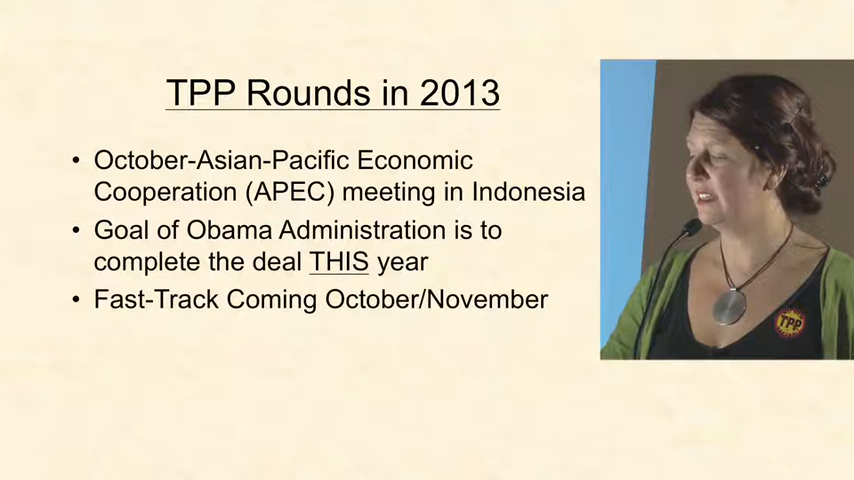 TPP Rounds in 2013
• October-Asian-Pacific Economic
Cooperation (APEC) meeting in Indonesia
• Goal of Obama Administration is to
complete the deal THIS year
• Fast-Track Coming October/November
TPP